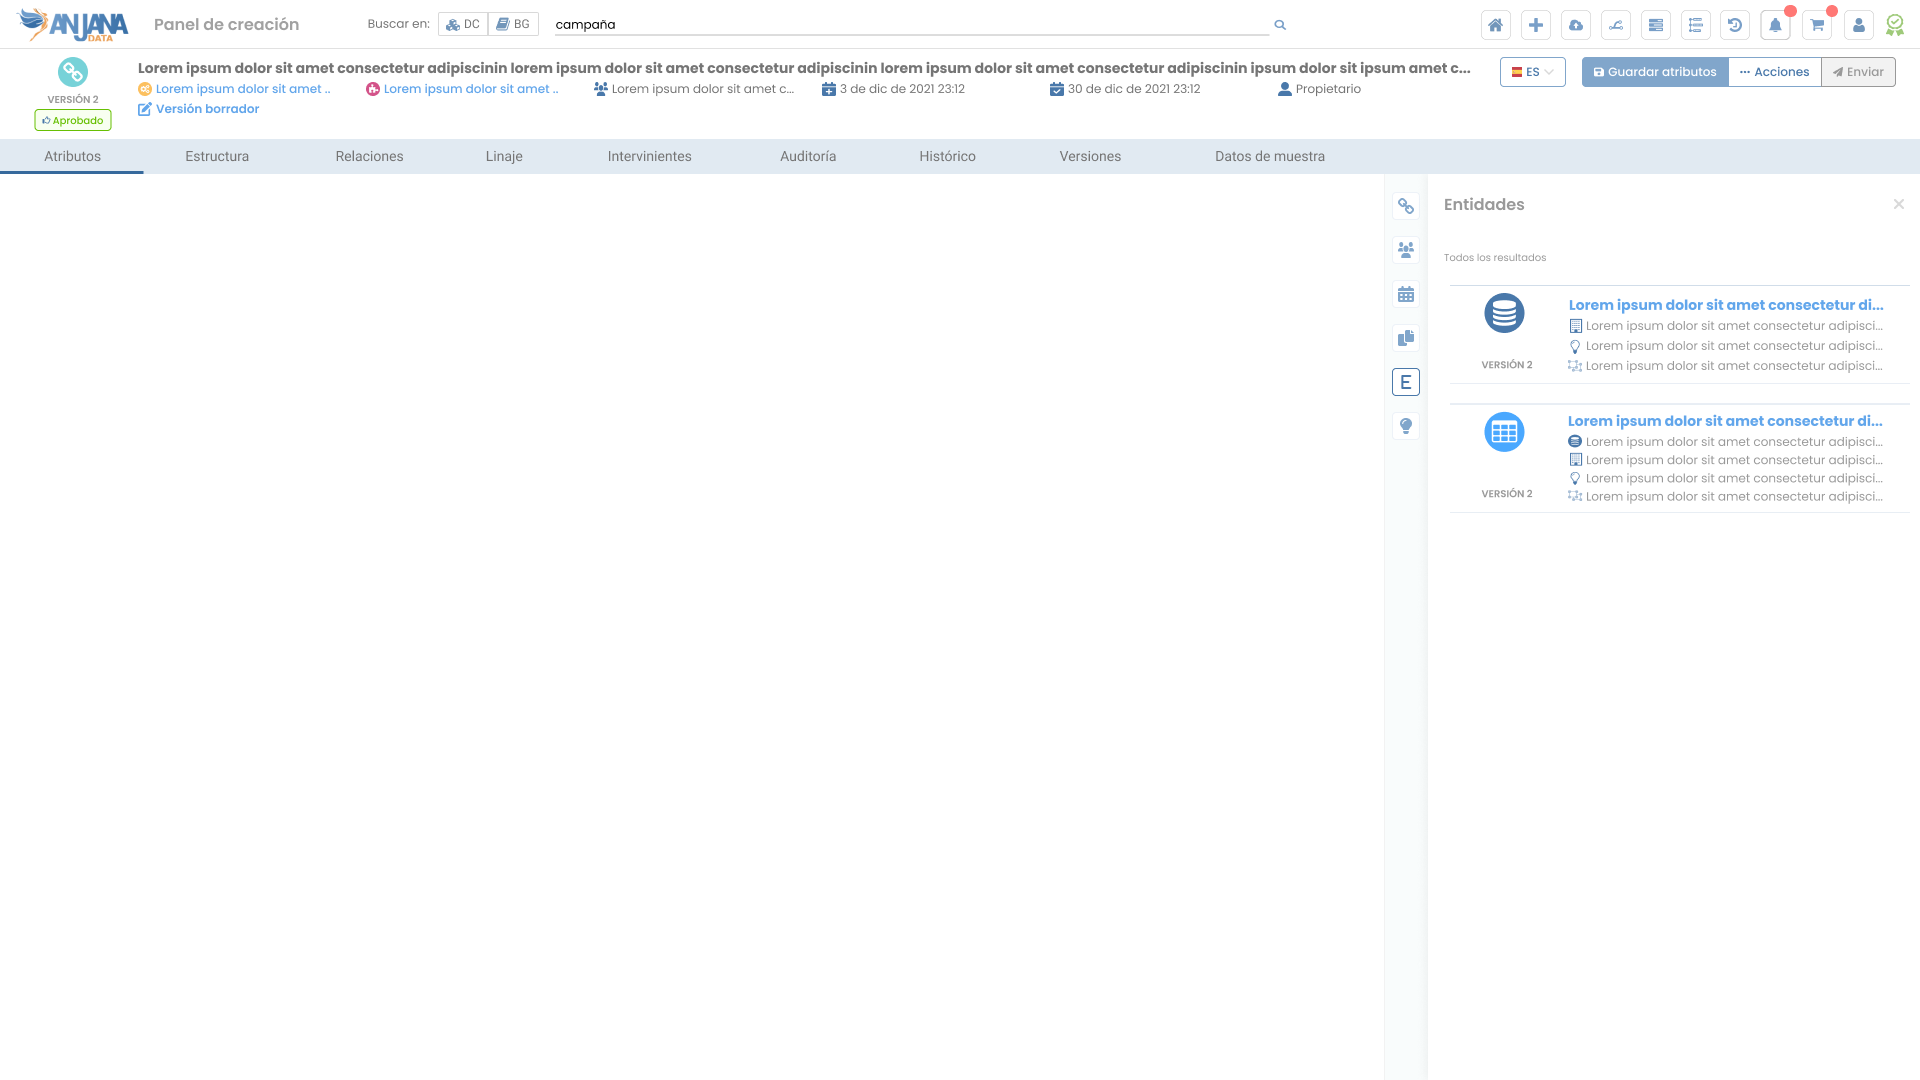 ANJANA DATA
Panel de creación
Buscar en:
DC
BG
campaña
VERSIÓN 2
Aprobado
Lorem ipsum dolor sit amet consectetur adipiscinin lorem ipsum dolor sit amet consectetur adipiscinin lorem ipsum dolor sit amet consectetur adipiscinin ipsum dolor sit ipsum amet c...
Lorem ipsum dolor sit amet ..
Lorem ipsum dolor sit amet ..
Lorem ipsum dolor sit amet c...
3 de dic de 2021 23:12
30 de dic de 2021 23:12
Propietario
Versión borrador
ES
Guardar atributos
Acciones
Enviar
Atributos
Estructura
Relaciones
Linaje
Intervinientes
Auditoría
Histórico
Versiones
Datos de muestra
E
Entidades
Todos los resultados
Lorem ipsum dolor sit amet consectetur di...
Lorem ipsum dolor sit amet consectetur adipisci...
Lorem ipsum dolor sit amet consectetur adipisci...
Lorem ipsum dolor sit amet consectetur adipisci...
VERSIÓN 2
Lorem ipsum dolor sit amet consectetur di...
Lorem ipsum dolor sit amet consectetur adipisci...
Lorem ipsum dolor sit amet consectetur adipisci...
Lorem ipsum dolor sit amet consectetur adipisci...
Lorem ipsum dolor sit amet consectetur adipisci...
VERSIÓN 2